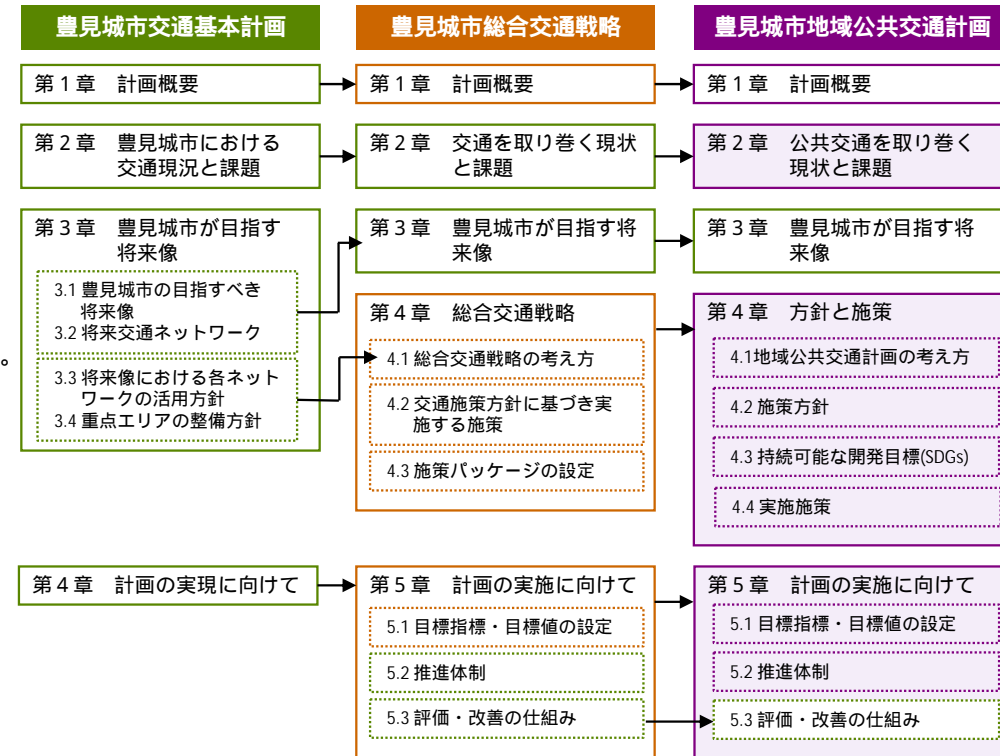 豊見城市交通基本計画
第１章　計画概要
第２章　豊見城市における
交通現況と課題
第３章　豊見城市が目指す
将来像
3.1 豊見城市の目指すべき
将来像
3.2 将来交通ネットワーク
3.3 将来像における各ネット
ワークの活用方針
3.4 重点エリアの整備方針
第４章　計画の実現に向けて
。
豊見城市総合交通戦略
第１章　計画概要
第２章　交通を取り巻く現状
と課題
第３章　豊見城市が目指す将
来像
第４章　総合交通戦略
4.1 総合交通戦略の考え方
4.2 交通施策方針に基づき実
施する施策
4.3 施策パッケージの設定
第５章　計画の実施に向けて
5.1 目標指標・目標値の設定
5.2 推進体制
5.3 評価・改善の仕組み
豊見城市地域公共交通計画
第１章　計画概要
第２章　公共交通を取り巻く
現状と課題
第３章　豊見城市が目指す将
来像
第４章　方針と施策
4.1地域公共交通計画の考え方
4.2 施策方針
4.3 持続可能な開発目標(SDGs)
4.4 実施施策
第５章　計画の実施に向けて
5.1 目標指標・目標値の設定
5.2 推進体制
5.3 評価・改善の仕組み